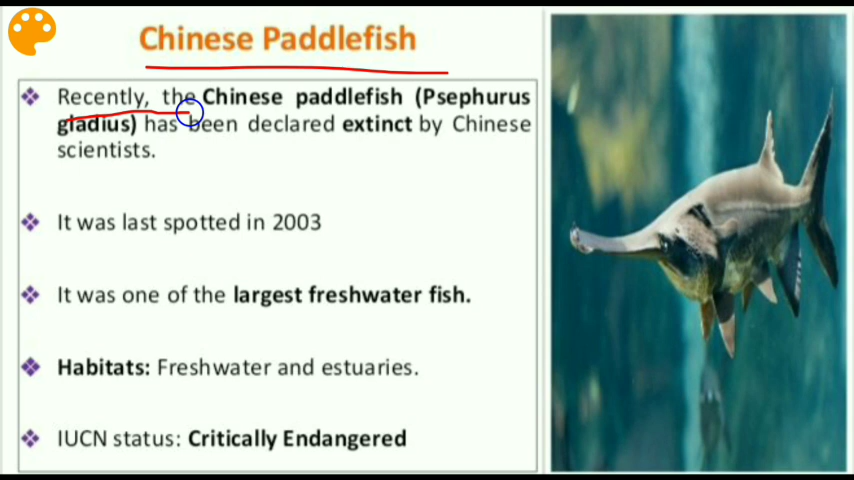 Chinese Paddlefish
Recently, the Chinese paddlefish (Psephurus
gladius) has been declared extinct by Chinese
scientists.
It was last spotted in 2003
It was one of the largest freshwater fish.
Habitats: Freshwater and estuaries.
IUCN status: Critically Endangered